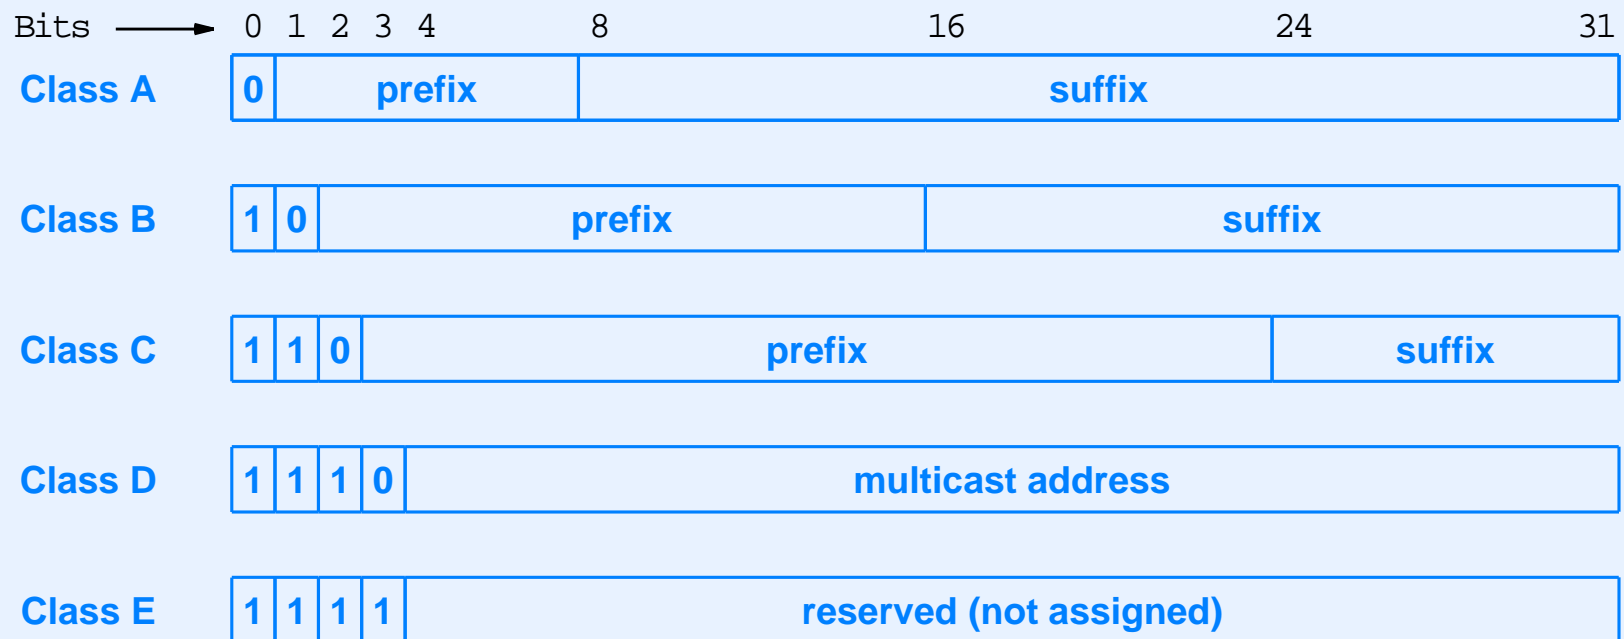 Bits 0 1 2 3 4 8 16 24 31
Class A 0 prefix suffix
Class B 1 0 prefix suffix
Class C 1 1 0 prefix suffix
Class D 1 1 1 0 multicast address
Class E 1 1 1 1 reserved (not assigned)